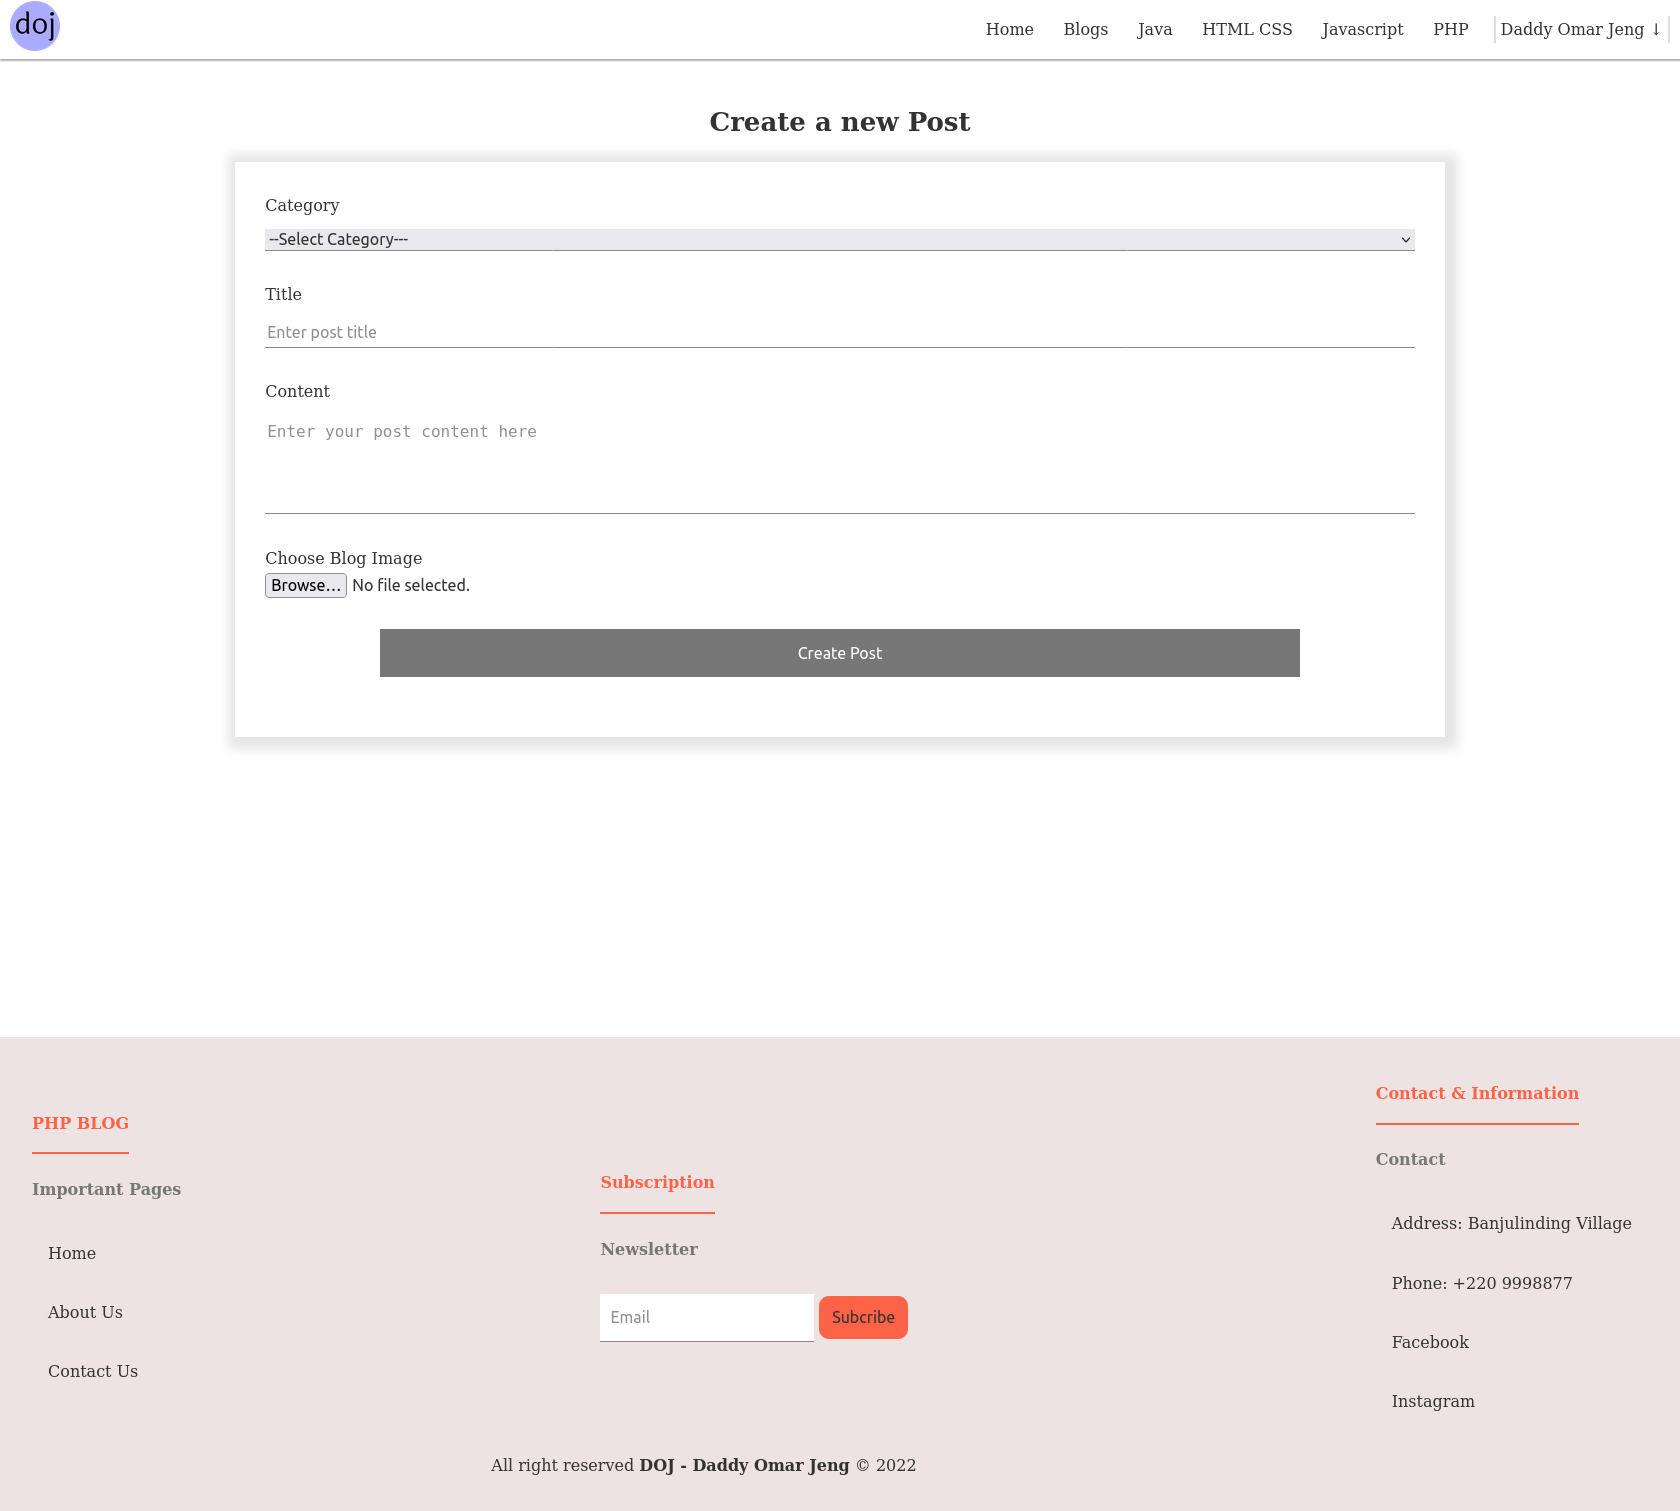 doj
Home Blogs Java HTML CSS Javascript PHP Daddy Omar Jeng ↓
Create a new Post
Category
--Select Category---
Title
Enter post title
Content
Enter your post content here
Choose Blog Image
Browse... No file selected.
Create Post
PHP BLOG
Important Pages
Home
About Us
Contact Us
Subscription
Newsletter
Email Subcribe
Contact & Information
Contact
Address: Banjulinding Village
Phone: +220 9998877
Facebook
Instagram
All right reserved DOJ - Daddy Omar Jeng © 2022